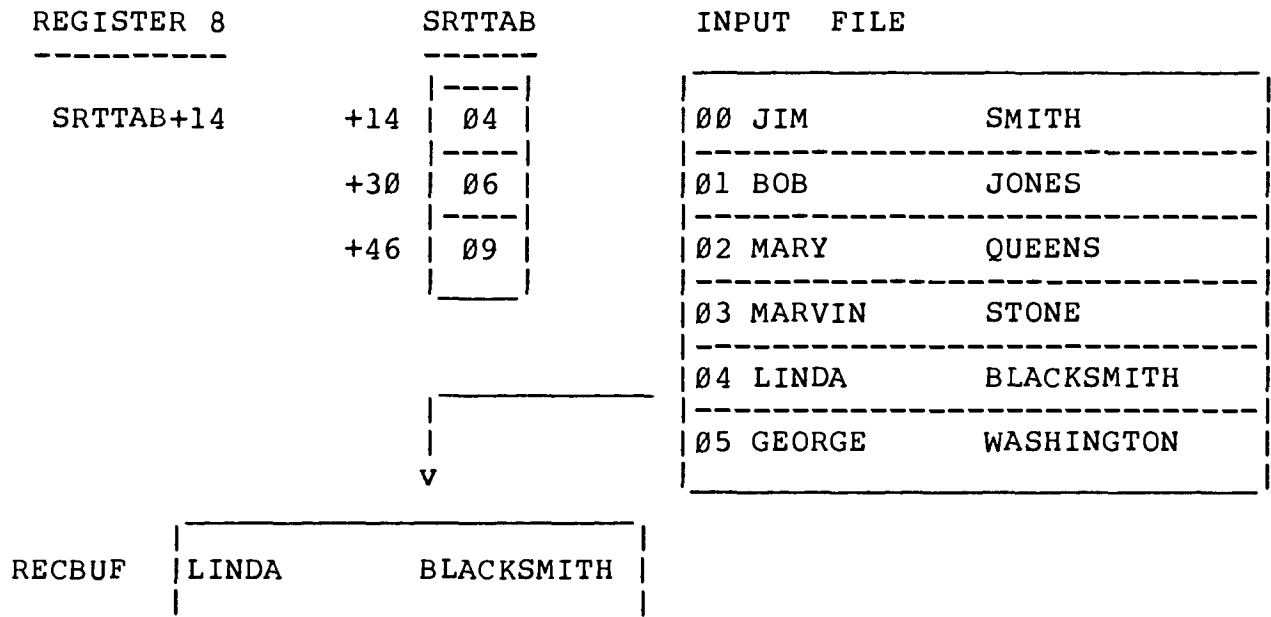 REGISTER 8 SRTTAB INPUT FILE
SRTTAB+14 +14 04 00 JIM SMITH
+30 06 01 BOB JONES
+46 09 02 MARY QUEENS
03 MARVIN STONE
04 LINDA BLACKSMITH
05 GEORGE WASHINGTON
v
RECBUF LINDA BLACKSMITH